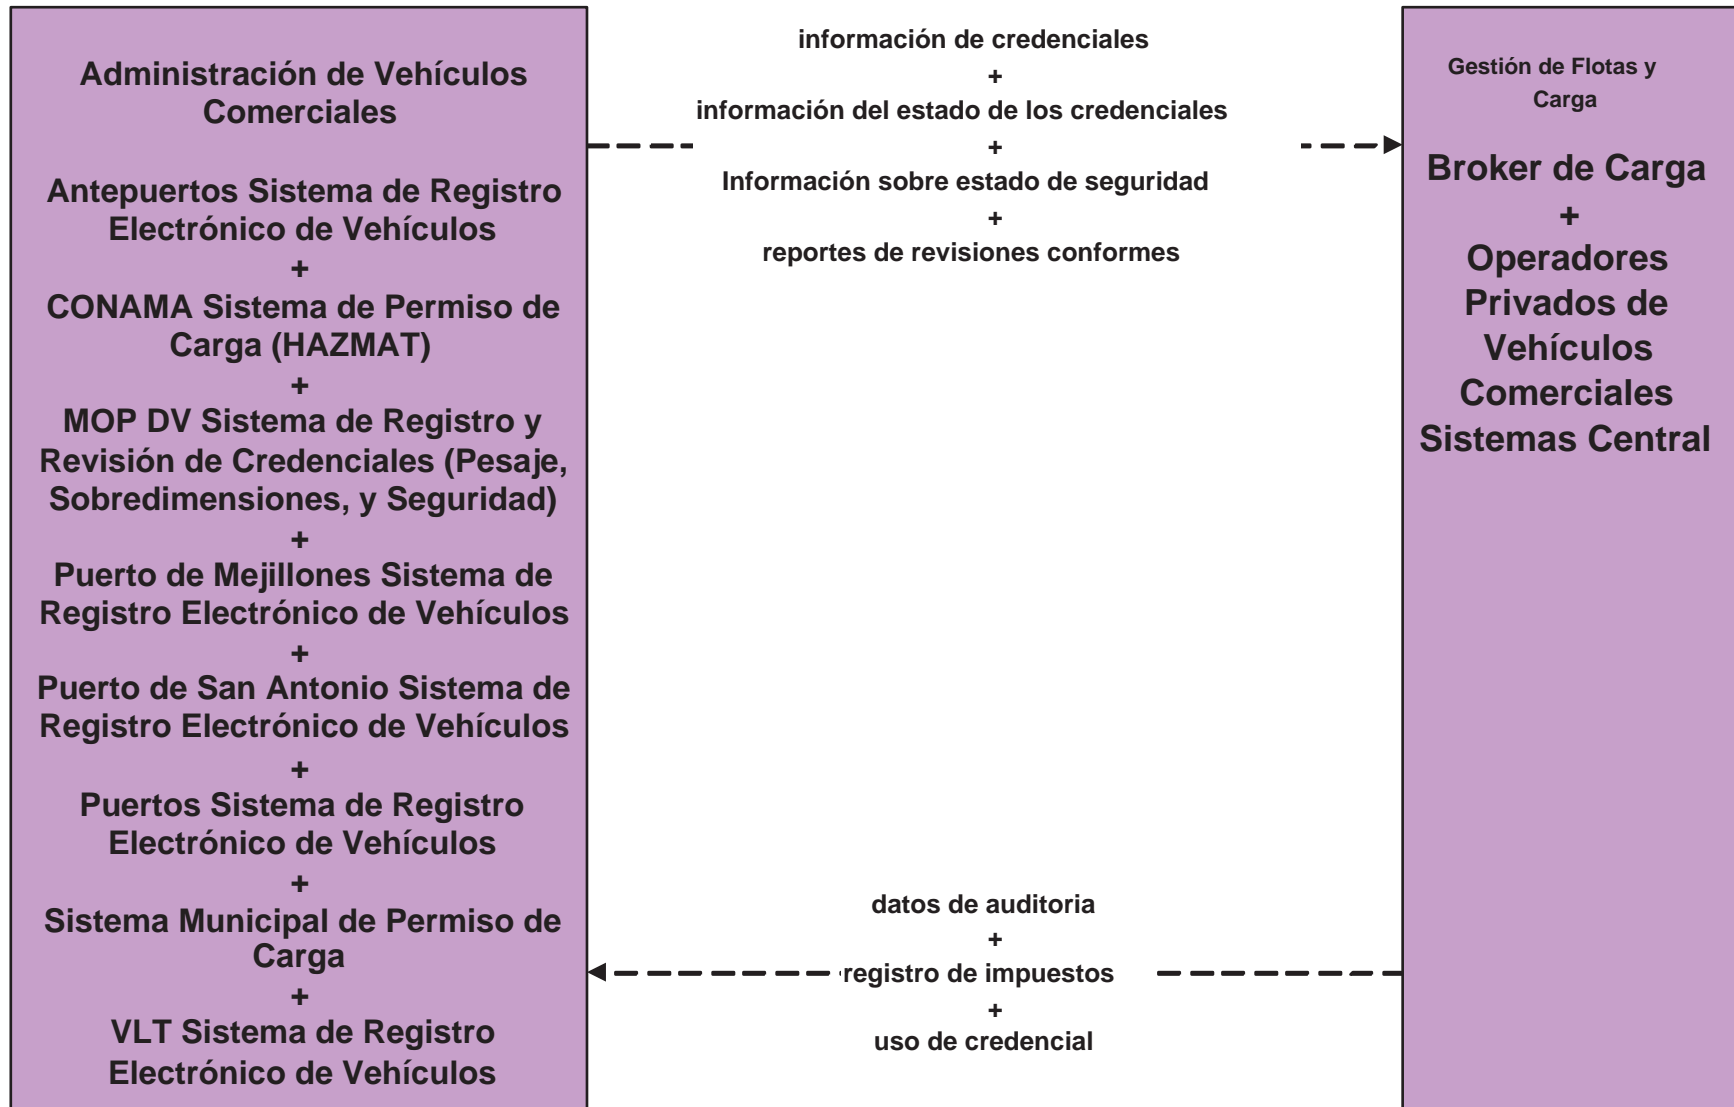 Administración de Vehículos
Comerciales
Antepuertos Sistema de Registro
Electrónico de Vehículos
+
CONAMA Sistema de Permiso de
Carga (HAZMAT)
+
MOP DV Sistema de Registro y
Revisión de Credenciales (Pesaje,
Sobredimensiones, y Seguridad)
+
Puerto de Mejillones Sistema de
Registro Electrónico de Vehículos
+
Puerto de San Antonio Sistema de
Registro Electrónico de Vehículos
+
Puertos Sistema de Registro
Electrónico de Vehículos
+
Sistema Municipal de Permiso de
Carga
+
VLT Sistema de Registro
Electrónico de Vehículos
información de credenciales
+
información del estado de los credenciales
+
Información sobre estado de seguridad
+
reportes de revisiones conformes
datos de auditoria
+
registro de impuestos
+
uso de credencial
Gestión de Flotas y
Carga
Broker de Carga
+
Operadores
Privados de
Vehículos
Comerciales
Sistemas Central